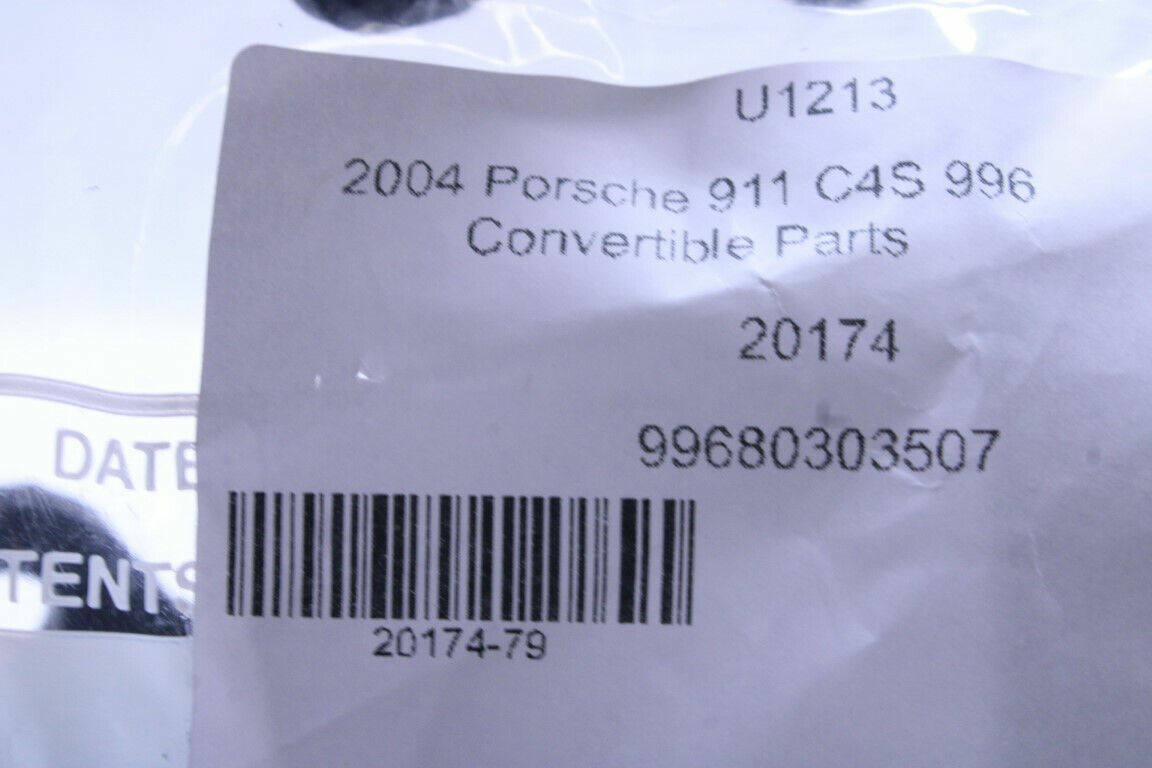 U1213
2004 Porsche 911 C4S 996
Convertible Parts
20174
99680303507
DATE
TENTS
20174-79